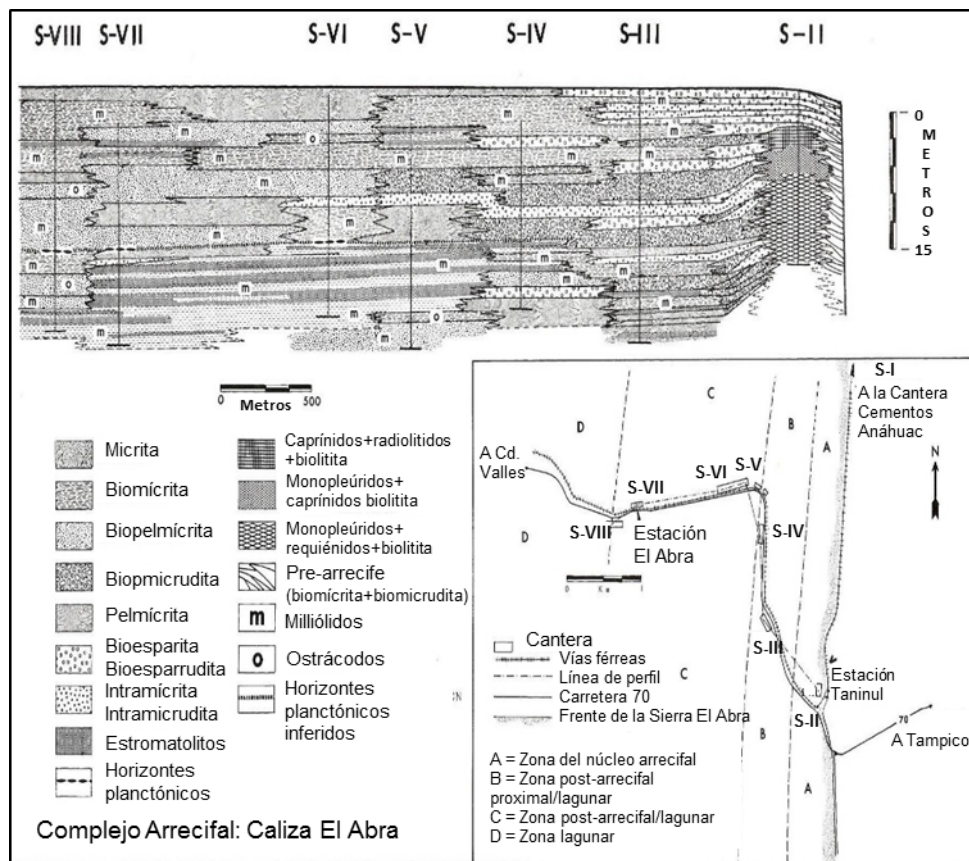 S-VIII S-VII S-VI S-V S-IV S-III S-II
m m m m m m
m O m m
m m m m m
O m m m
m m m m
m m m m
m m m m
m m O m
m m
0
METROS
15
0 Metros 500
Micrita
Biomícrita
Biopelmícrita
Biopmicrudita
Pelmícrita
Bioesparita
Bioesparrudita
Intramícrita
Intramicrudita
Estromatolitos
Horizontes
planctónicos
Caprínidos+radiolitidos
+biolitita
Monopleúridos+
caprínidos biolitita
Monopleúridos+
requiénidos+biolitita
Pre-arrecife
(biomícrita+biomicrudita)
m Milliólidos
O Ostrácodos
Horizontes
planctónicos
inferidos
Complejo Arrecifal: Caliza El Abra
S-I
A la Cantera
Cementos
Anáhuac
C
D
B
A
N
A Cd.
Valles
S-VI S-V
S-VII
S-VIII
Estación
El Abra
S-IV
D
0 Km 1
S-III
Estación
Taninul
S-II
70
A Tampico
C
B
A
Cantera
Vías férreas
Línea de perfil
Carretera 70
Frente de la Sierra El Abra
A = Zona del núcleo arrecifal
B = Zona post-arrecifal
proximal/lagunar
C = Zona post-arrecifal/lagunar
D = Zona lagunar